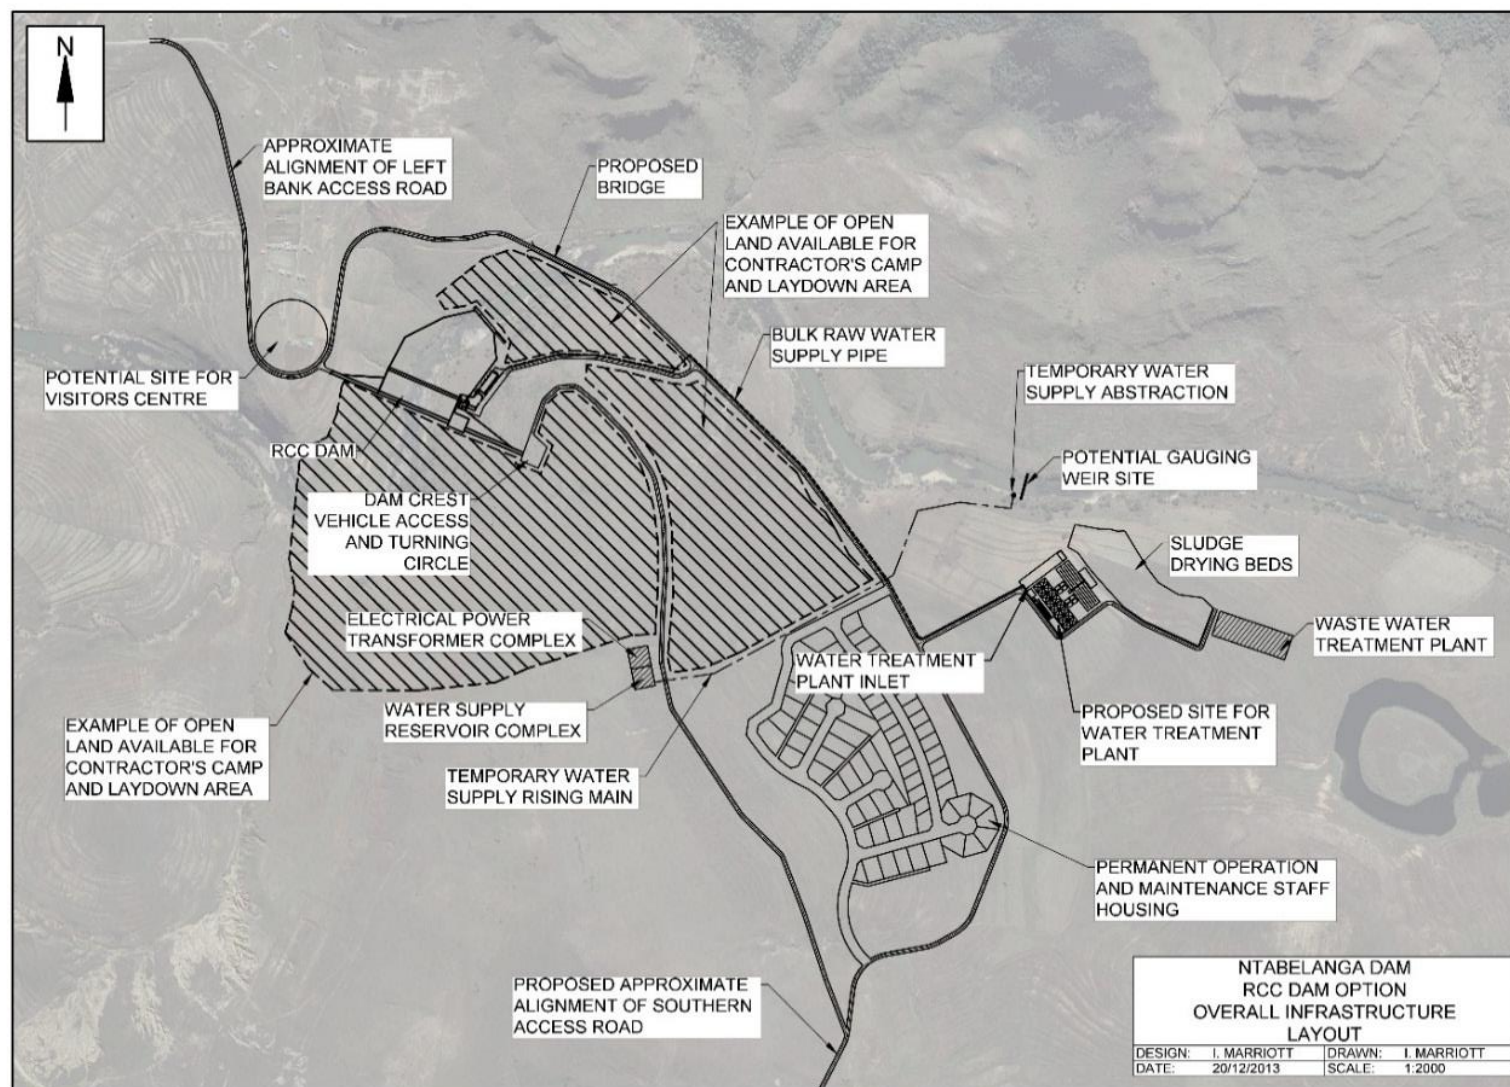 N
APPROXIMATE
ALIGNMENT OF LEFT
BANK ACCESS ROAD
PROPOSED
BRIDGE
EXAMPLE OF OPEN
LAND AVAILABLE FOR
CONTRACTOR'S CAMP
AND LAYDOWN AREA
BULK RAW WATER
SUPPLY PIPE
POTENTIAL SITE FOR
VISITORS CENTRE
TEMPORARY WATER
SUPPLY ABSTRACTION
RCC DAM
POTENTIAL GAUGING
WEIR SITE
DAM CREST
VEHICLE ACCESS
AND TURNING
CIRCLE
SLUDGE
DRYING BEDS
ELECTRICAL POWER
TRANSFORMER COMPLEX
WASTE WATER
TREATMENT PLANT
WATER TREATMENT
PLANT INLET
WATER SUPPLY
RESERVOIR COMPLEX
PROPOSED SITE FOR
WATER TREATMENT
PLANT
EXAMPLE OF OPEN
LAND AVAILABLE FOR
CONTRACTOR'S CAMP
AND LAYDOWN AREA
TEMPORARY WATER
SUPPLY RISING MAIN
PERMANENT OPERATION
AND MAINTENANCE STAFF
HOUSING
PROPOSED APPROXIMATE
ALIGNMENT OF SOUTHERN
ACCESS ROAD
NTABELANGA DAM
RCC DAM OPTION
OVERALL INFRASTRUCTURE
LAYOUT
DESIGN: I. MARRIOTT DRAWN: I. MARRIOTT
DATE: 20/12/2013 SCALE: 1:2000